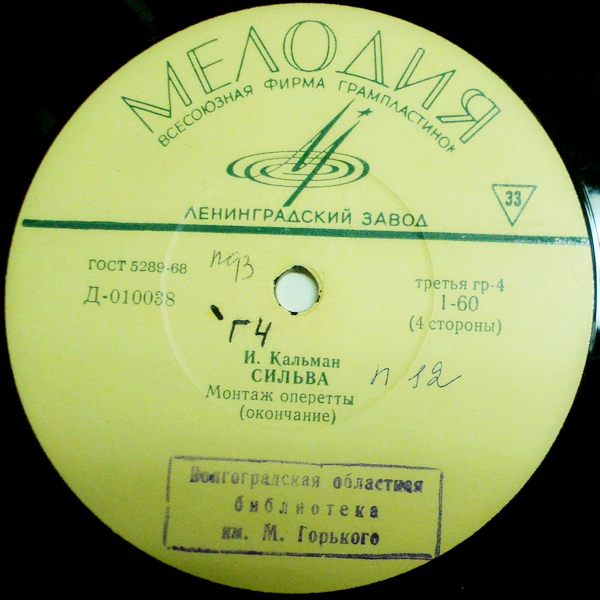 МЕЛОДИЯ
ВСЕСОЮЗНАЯ ФИРМА ГРАМПЛАСТИНОК
33
ЛЕНИНГРАДСКИЙ ЗАВОД
ГОСТ 5289-68
Д-010038
третья гр-4
1-60
(4 стороны)
г4
И. Кальман
СИЛЬВА
п 12
Монтаж оперетты
(окончание)
Волгоградская областная
библиотека
им. М. Горького